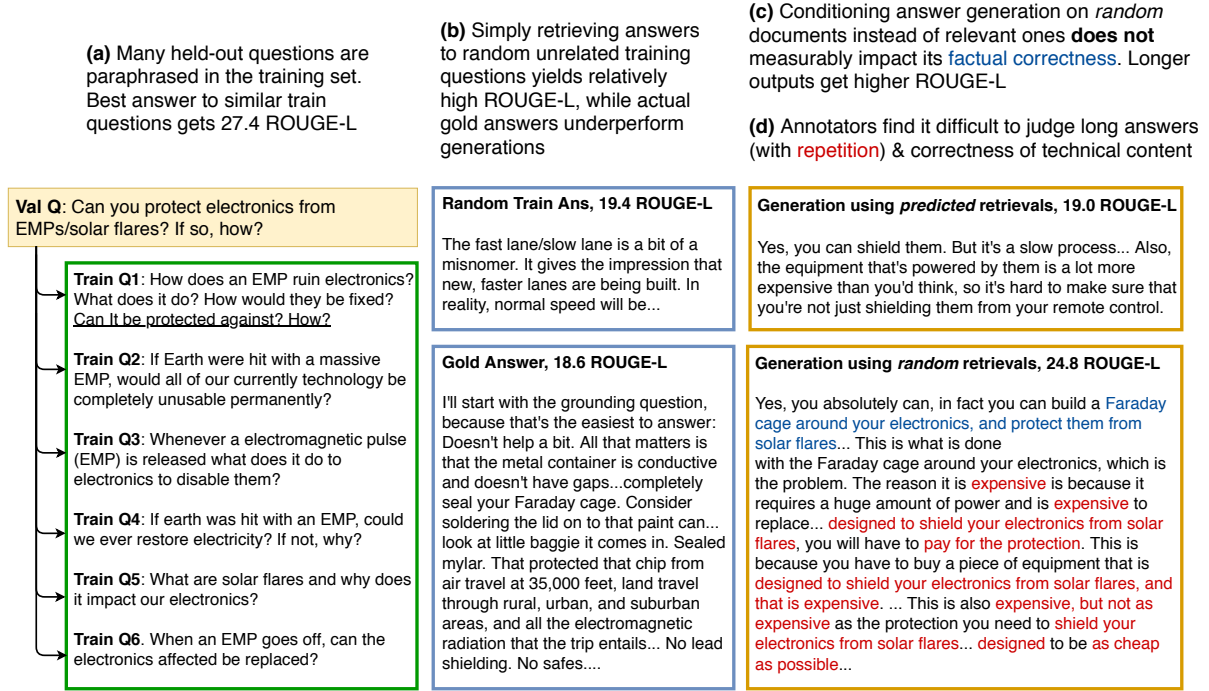 (a) Many held-out questions are
paraphrased in the training set.
Best answer to similar train
questions gets 27.4 ROUGE-L
(b) Simply retrieving answers
to random unrelated training
questions yields relatively
high ROUGE-L, while actual
gold answers underperform
generations
(c) Conditioning answer generation on random
documents instead of relevant ones does not
measurably impact its factual correctness. Longer
outputs get higher ROUGE-L
(d) Annotators find it difficult to judge long answers
(with repetition) & correctness of technical content
Val Q: Can you protect electronics from
EMPs/solar flares? If so, how?
Train Q1: How does an EMP ruin electronics?
What does it do? How would they be fixed?
Can It be protected against? How?
Train Q2: If Earth were hit with a massive
EMP, would all of our currently technology be
completely unusable permanently?
Train Q3: Whenever a electromagnetic pulse
(EMP) is released what does it do to
electronics to disable them?
Train Q4: If earth was hit with an EMP, could
we ever restore electricity? If not, why?
Train Q5: What are solar flares and why does
it impact our electronics?
Train Q6. When an EMP goes off, can the
electronics affected be replaced?
Random Train Ans, 19.4 ROUGE-L
The fast lane/slow lane is a bit of a
misnomer. It gives the impression that
new, faster lanes are being built. In
reality, normal speed will be...
Gold Answer, 18.6 ROUGE-L
I'll start with the grounding question,
because that's the easiest to answer:
Doesn't help a bit. All that matters is
that the metal container is conductive
and doesn't have gaps...completely
seal your Faraday cage. Consider
soldering the lid on to that paint can...
look at little baggie it comes in. Sealed
mylar. That protected that chip from
air travel at 35,000 feet, land travel
through rural, urban, and suburban
areas, and all the electromagnetic
radiation that the trip entails... No lead
shielding. No safes....
Generation using predicted retrievals, 19.0 ROUGE-L
Yes, you can shield them. But it's a slow process... Also,
the equipment that's powered by them is a lot more
expensive than you'd think, so it's hard to make sure that
you're not just shielding them from your remote control.
Generation using random retrievals, 24.8 ROUGE-L
Yes, you absolutely can, in fact you can build a Faraday
cage around your electronics, and protect them from
solar flares... This is what is done
with the Faraday cage around your electronics, which is
the problem. The reason it is expensive is because it
requires a huge amount of power and is expensive to
replace... designed to shield your electronics from solar
flares, you will have to pay for the protection. This is
because you have to buy a piece of equipment that is
designed to shield your electronics from solar flares, and
that is expensive. ... This is also expensive, but not as
expensive as the protection you need to shield your
electronics from solar flares... designed to be as cheap
as possible...